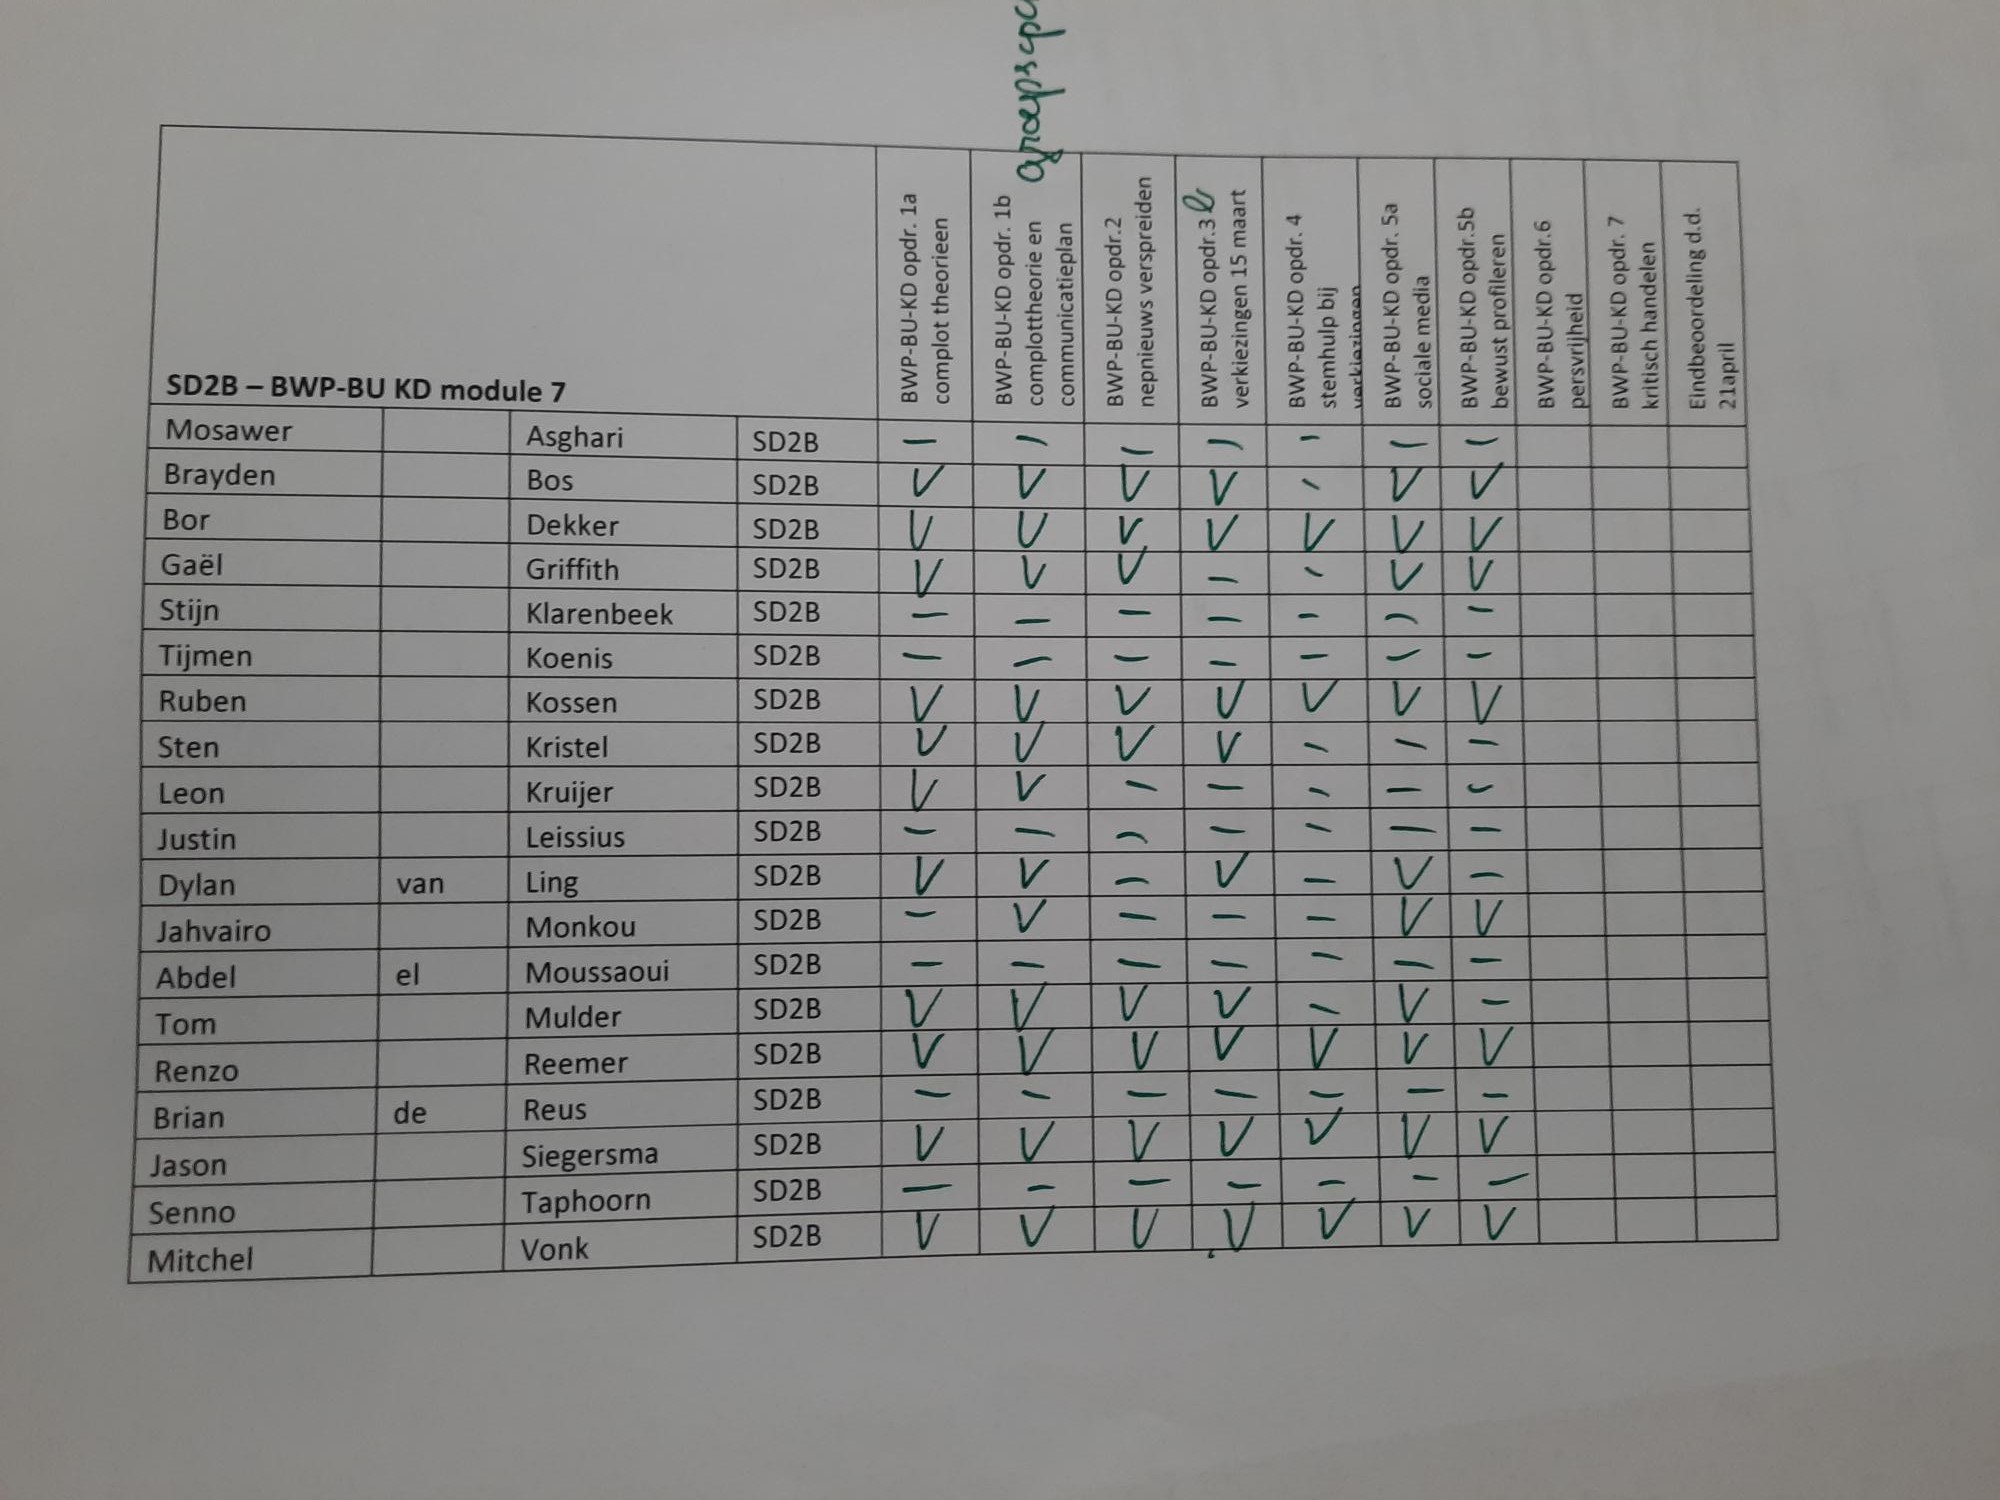 groepsopd
BWP-BU-KD opdr. 1a
complot theorieen
BWP-BU-KD opdr. 1b
complottheorie en
communicatieplan
BWP-BU-KD opdr.2
nepnieuws verspreiden
BWP-BU-KD opdr.3 b
verkiezingen 15 maart
BWP-BU-KD opdr. 4
stemhulp bij
verkiezingen
BWP-BU-KD opdr. 5a
sociale media
BWP-BU-KD opdr.5b
bewust profileren
BWP-BU-KD opdr.6
persvrijheid
BWP-BU-KD opdr. 7
kritisch handelen
Eindbeoordeling d.d.
21april
SD2B – BWP-BU KD module 7
Mosawer Asghari SD2B — — — — — — —
Brayden Bos SD2B V V V V — V V
Bor Dekker SD2B V V V V V V V
Gaël Griffith SD2B V V V — — V V
Stijn Klarenbeek SD2B — — — — — — —
Tijmen Koenis SD2B — — — — — — —
Ruben Kossen SD2B V V V V V V V
Sten Kristel SD2B V V V V — — —
Leon Kruijer SD2B V V — — — — —
Justin Leissius SD2B — — — — — — —
Dylan van Ling SD2B V V — V — V —
Jahvairo Monkou SD2B — V — — — V V
Abdel el Moussaoui SD2B — — — — — — —
Tom Mulder SD2B V V V V — V —
Renzo Reemer SD2B V V V V V V V
Brian de Reus SD2B — — — — — — —
Jason Siegersma SD2B V V V V V V V
Senno Taphoorn SD2B — — — — — — —
Mitchel Vonk SD2B V V V V V V V